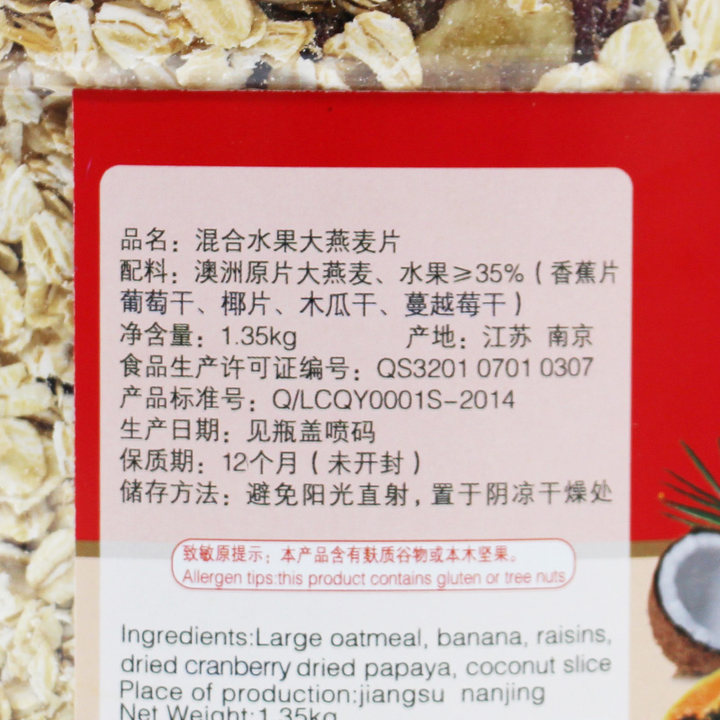 品名：混合水果大燕麦片
配料：澳洲原片大燕麦、水果≥35%（香蕉片
葡萄干、椰片、木瓜干、蔓越莓干）
净含量：1.35kg 产地：江苏 南京
食品生产许可证编号：QS3201 0701 0307
产品标准号：Q/LCQY0001S-2014
生产日期：见瓶盖喷码
保质期：12个月（未开封）
储存方法：避免阳光直射，置于阴凉干燥处
致敏原提示：本产品含有麸质谷物或本木坚果。
Allergen tips:this product contains gluten or tree nuts
Ingredients:Large oatmeal, banana, raisins,
dried cranberry dried papaya, coconut slice
Place of production:jiangsu nanjing
Net Weight:1.35kg